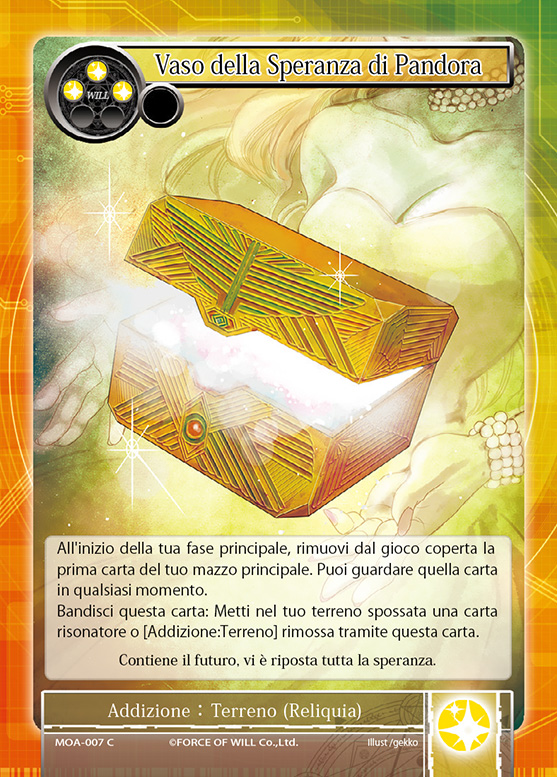 Vaso della Speranza di Pandora
WILL
All'inizio della tua fase principale, rimuovi dal gioco coperta la
prima carta del tuo mazzo principale. Puoi guardare quella carta
in qualsiasi momento.
Bandisci questa carta: Metti nel tuo terreno spossata una carta
risonatore o [Addizione:Terreno] rimossa tramite questa carta.
Contiene il futuro, vi è riposta tutta la speranza.
Addizione : Terreno (Reliquia)
MOA-007 C ©FORCE OF WILL Co.,Ltd. Illust /gekko